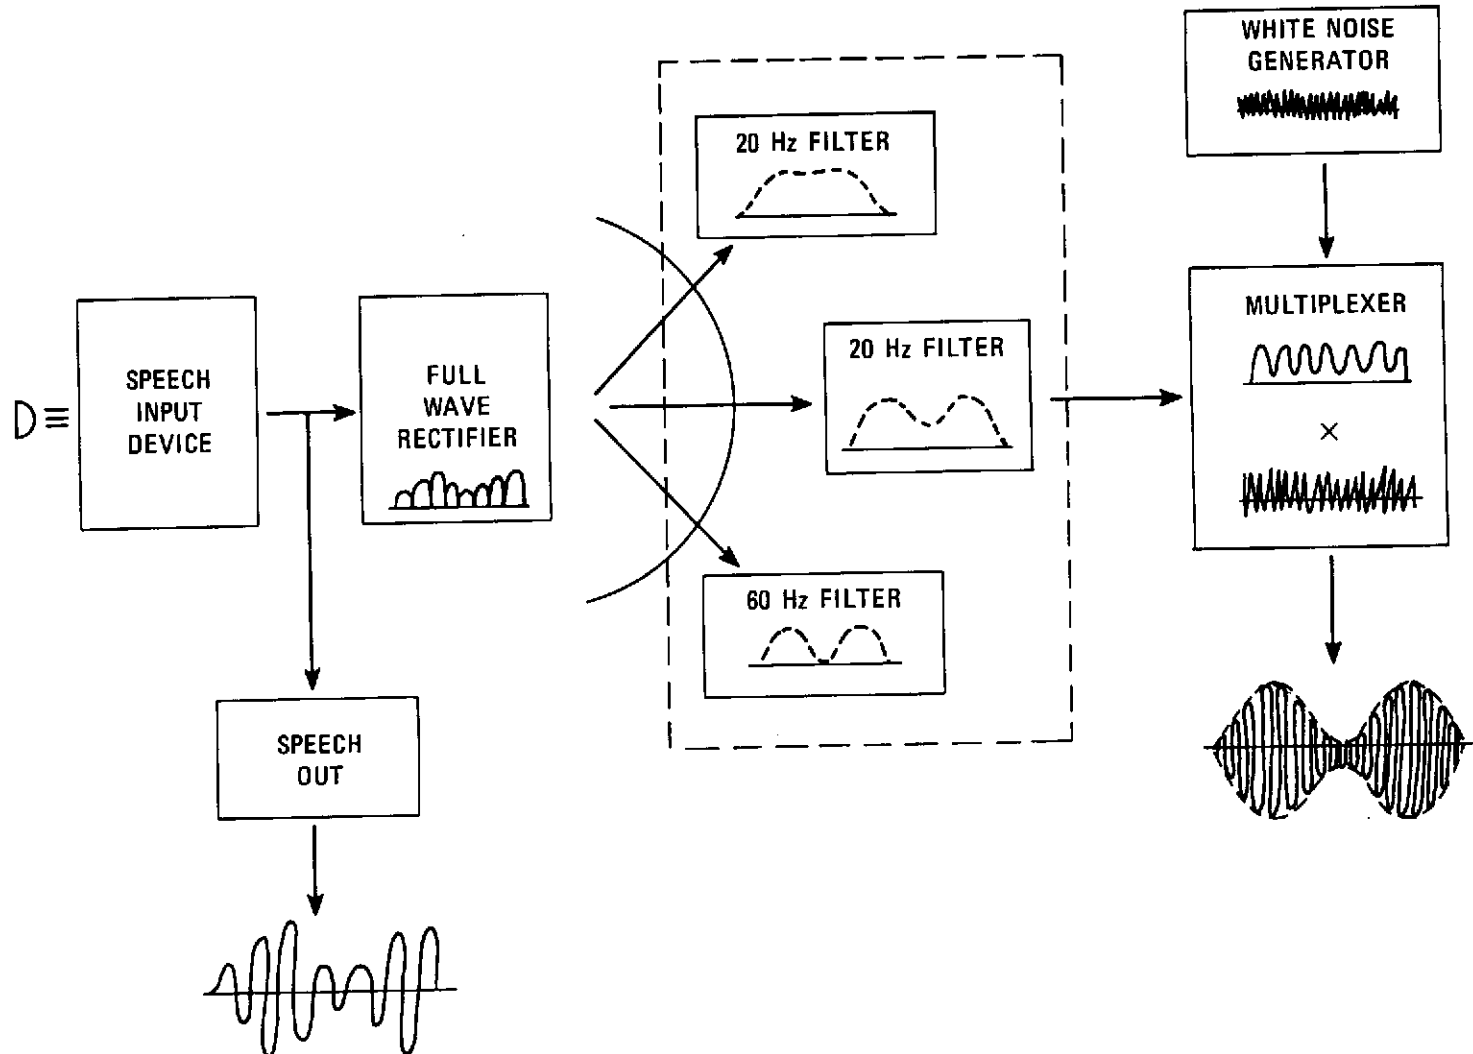 WHITE NOISE
GENERATOR
20 Hz FILTER
MULTIPLEXER
×
20 Hz FILTER
SPEECH
INPUT
DEVICE
FULL
WAVE
RECTIFIER
60 Hz FILTER
SPEECH
OUT